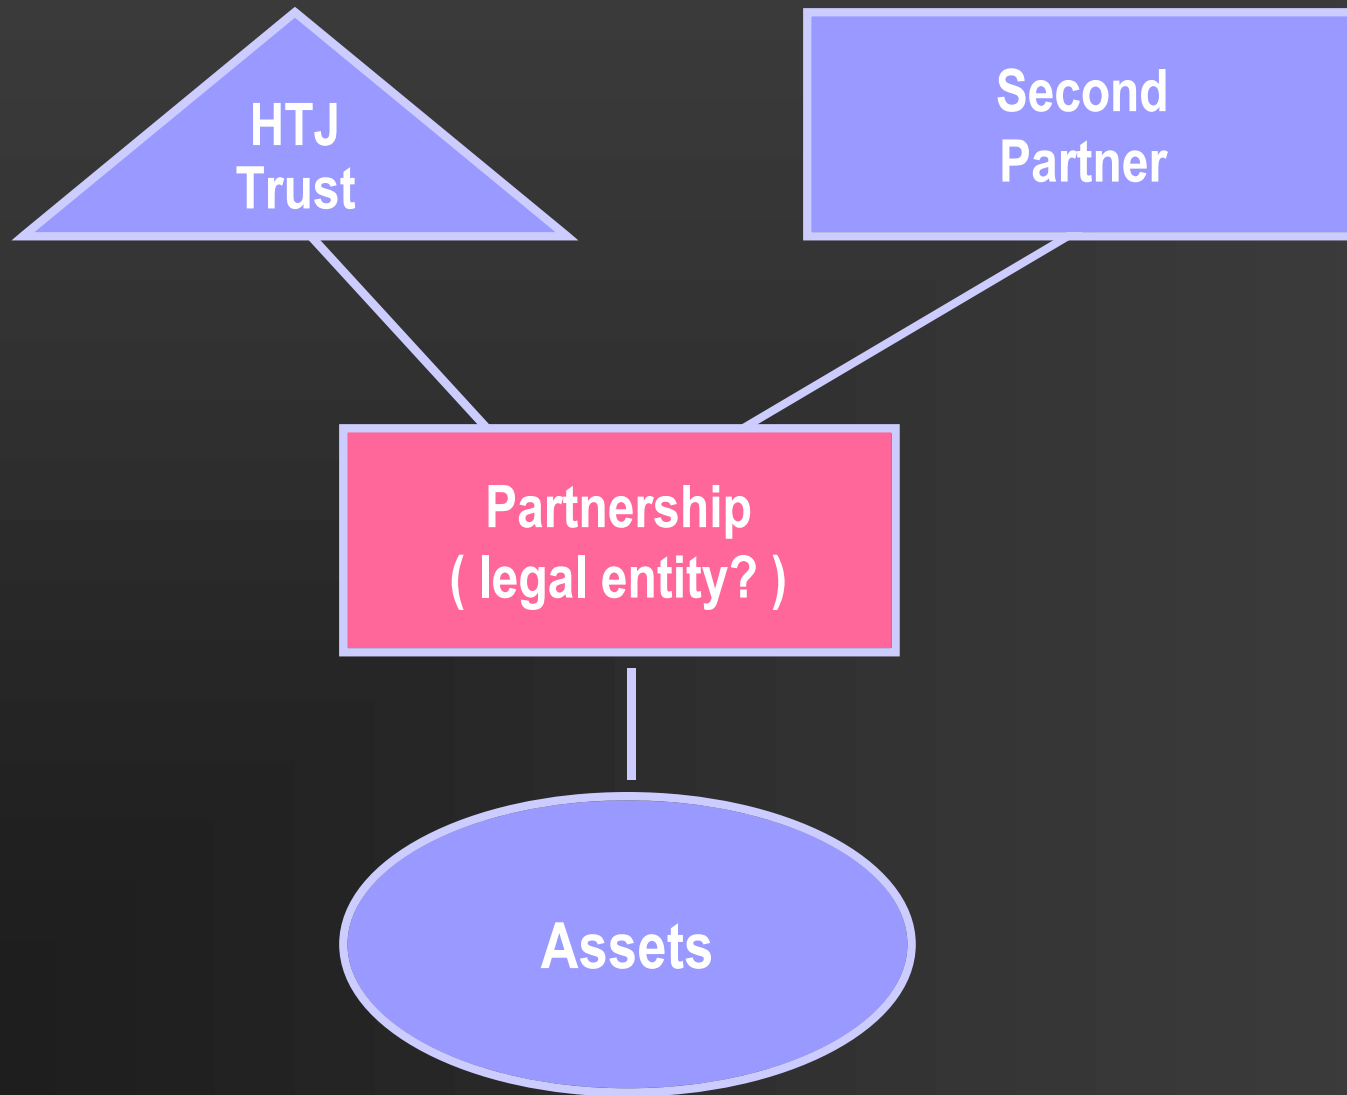 HTJ
Trust
Second
Partner
Partnership
( legal entity? )
Assets